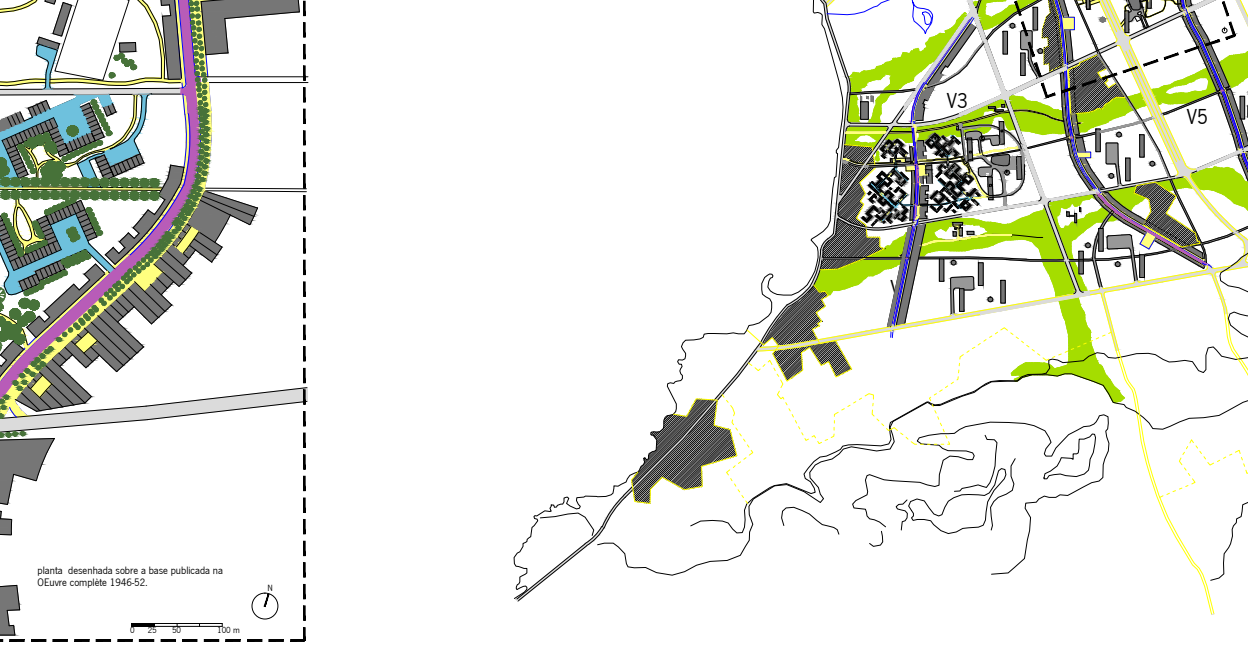 V3
V5
V
planta desenhada sobre a base publicada na
OEuvre complète 1946-52.
N
0 25 50 100 m